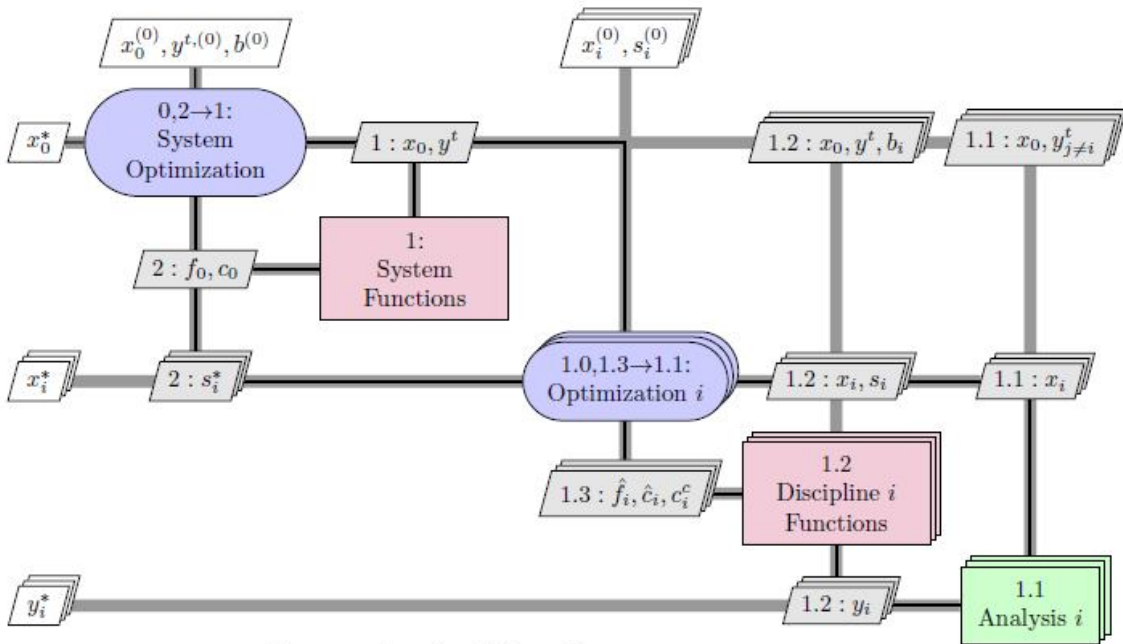 x_0^{(0)}, y^{t,(0)}, b^{(0)}
x_i^{(0)}, s_i^{(0)}
x_0^*
0,2→1:
System
Optimization
1 : x_0, y^t
1.2 : x_0, y^t, b_i
1.1 : x_0, y^t_{j≠i}
2 : f_0, c_0
1:
System
Functions
x_i^*
2 : s_i^*
1.0,1.3→1.1:
Optimization i
1.2 : x_i, s_i
1.1 : x_i
1.3 : \hat{f}_i, \hat{c}_i, c_i^c
1.2
Discipline i
Functions
y_i^*
1.2 : y_i
1.1
Analysis i